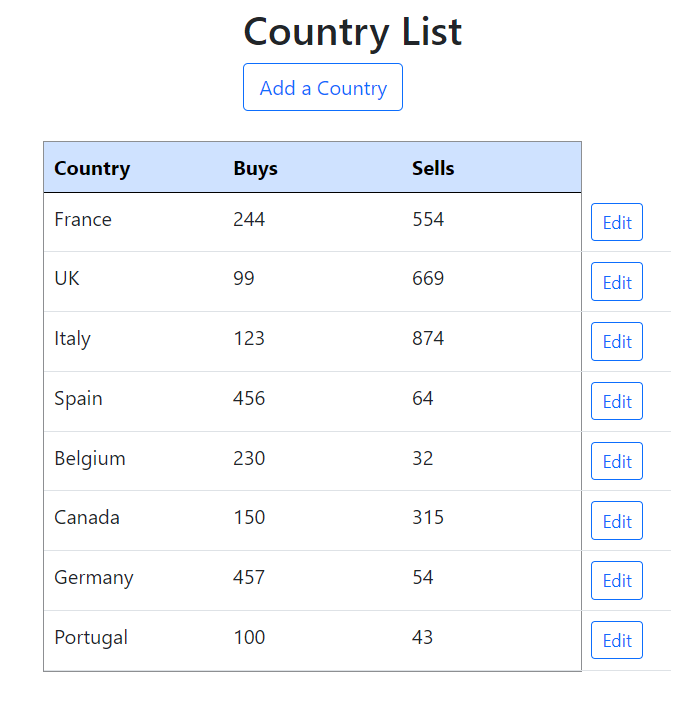 Country List
Add a Country
Country Buys Sells
France 244 554 Edit
UK 99 669 Edit
Italy 123 874 Edit
Spain 456 64 Edit
Belgium 230 32 Edit
Canada 150 315 Edit
Germany 457 54 Edit
Portugal 100 43 Edit